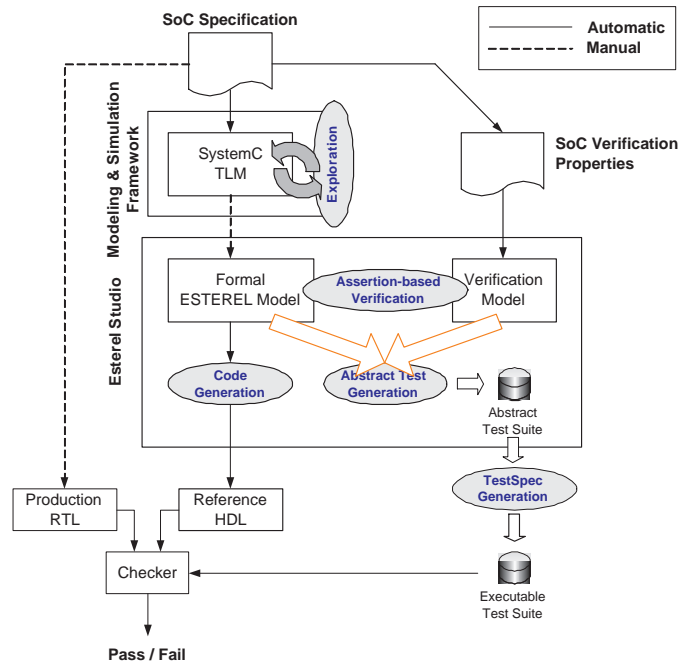 SoC Specification
Automatic
Manual
Modeling & Simulation
Framework
SystemC
TLM
Exploration
SoC Verification
Properties
Esterel Studio
Formal
ESTEREL Model
Assertion-based
Verification
Verification
Model
Code
Generation
Abstract Test
Generation
Abstract
Test Suite
Production
RTL
Reference
HDL
TestSpec
Generation
Checker
Executable
Test Suite
Pass / Fail